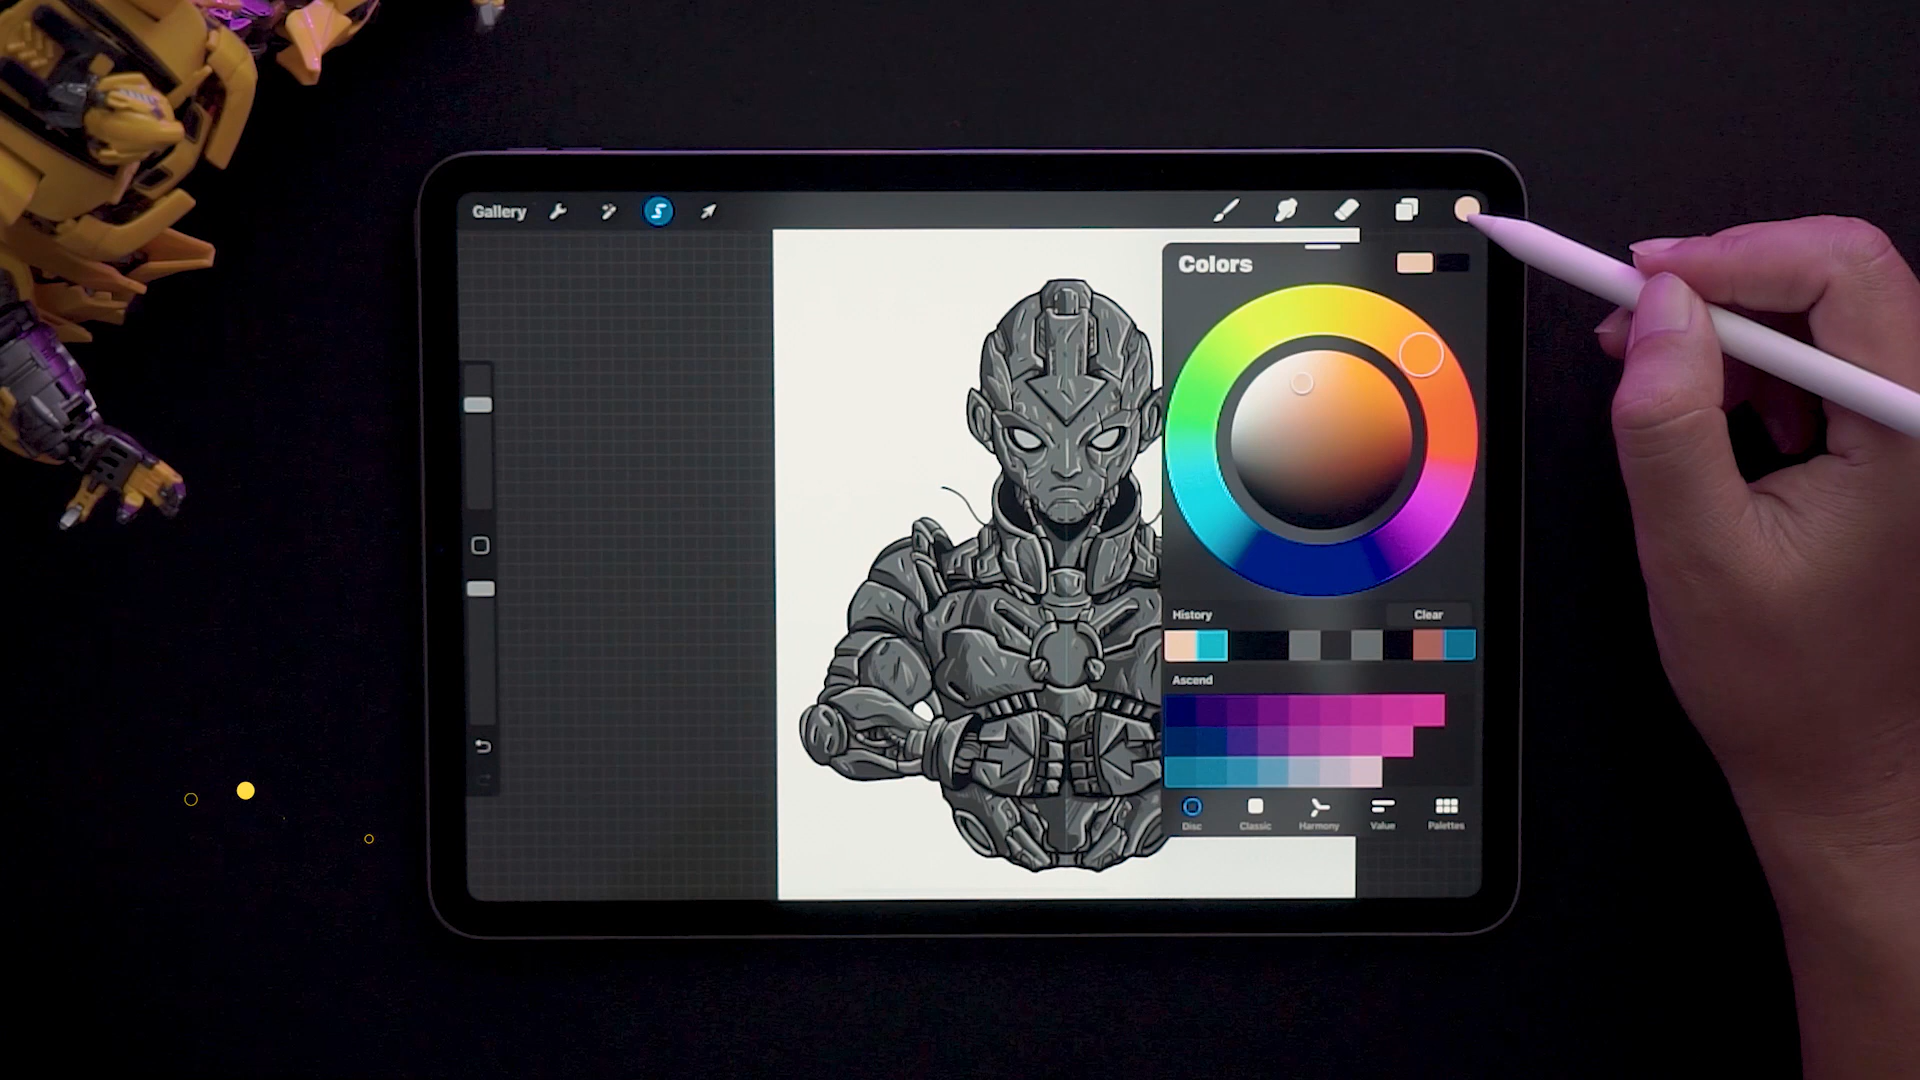 Gallery
Colors
History
Clear
Ascend
Disc
Classic
Harmony
Value
Palettes